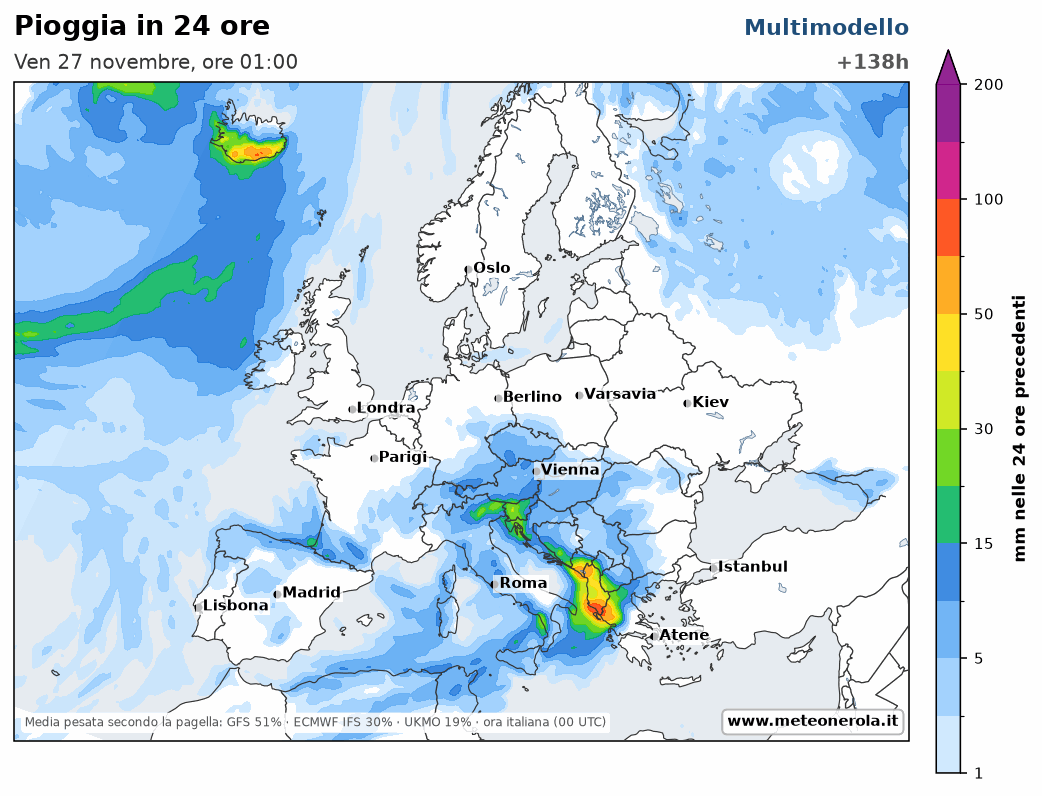 Pioggia in 24 ore
Multimodello
Ven 27 novembre, ore 01:00
+138h
200
100
50
30
15
5
1
mm nelle 24 ore precedenti
Oslo
Berlino
Varsavia
Kiev
Londra
Parigi
Vienna
Istanbul
Roma
Madrid
Lisbona
Atene
Media pesata secondo la pagella: GFS 51% · ECMWF IFS 30% · UKMO 19% · ora italiana (00 UTC)
www.meteonerola.it